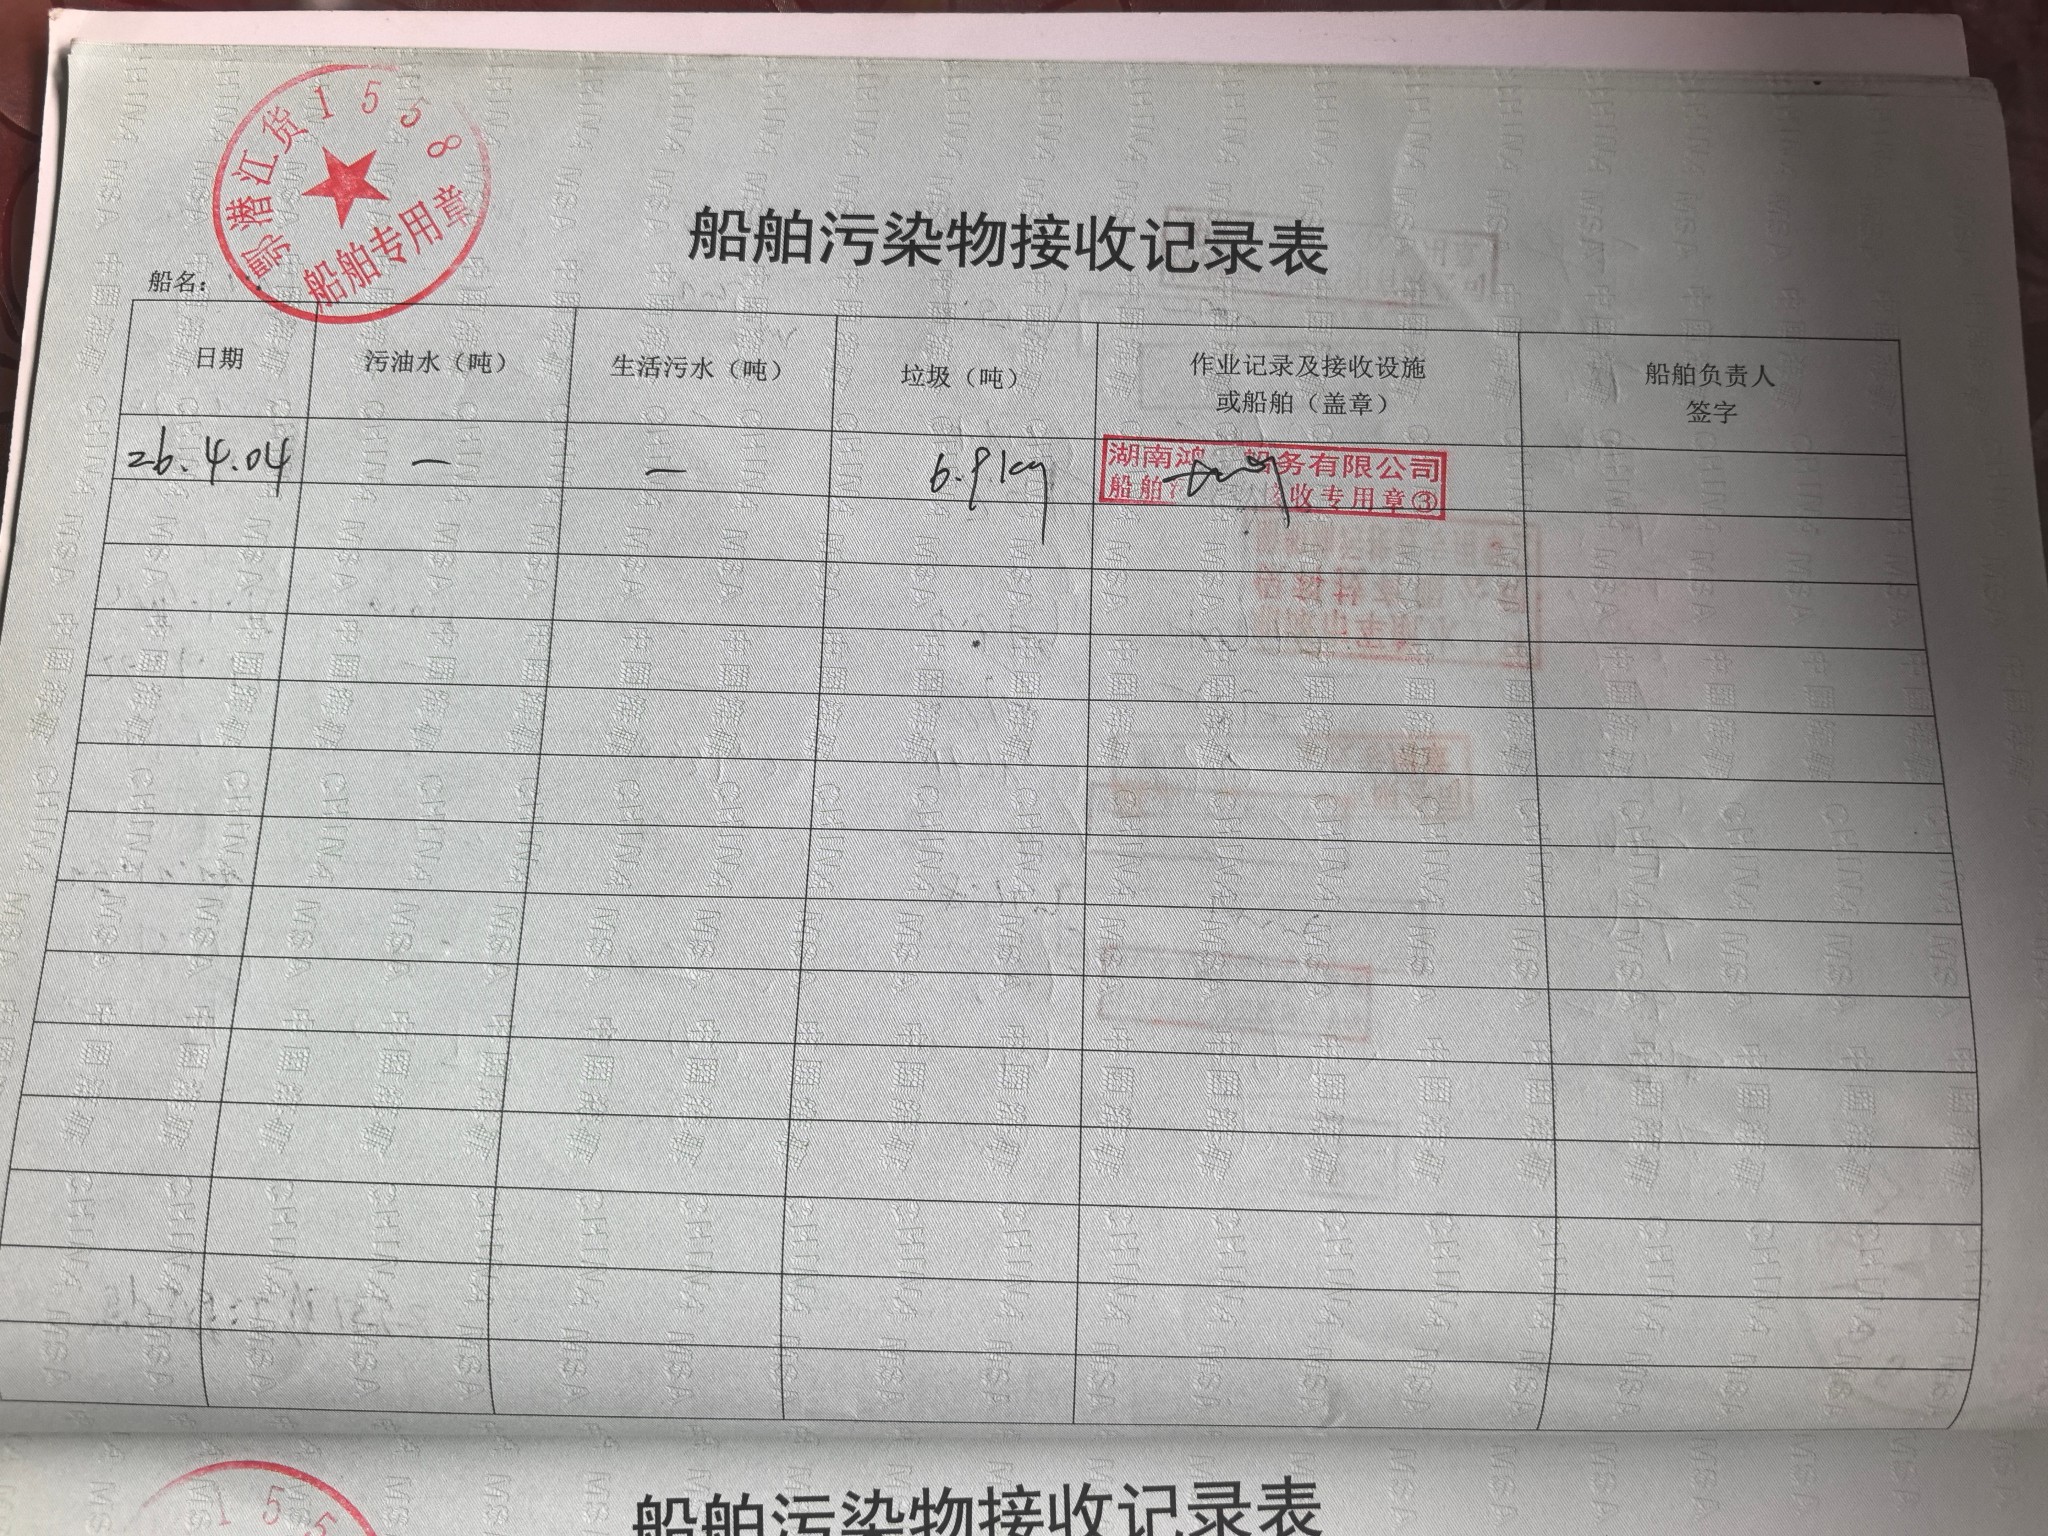 鄂潜江货1558
船舶专用章
船舶污染物接收记录表
船名：
日期
污油水（吨）
生活污水（吨）
垃圾（吨）
作业记录及接收设施
或船舶（盖章）
船舶负责人
签字
26.4.04
—
—
6.9kg
湖南鸿 船务有限公司
船舶 收专用章③
155
船舶污染物接收记录表